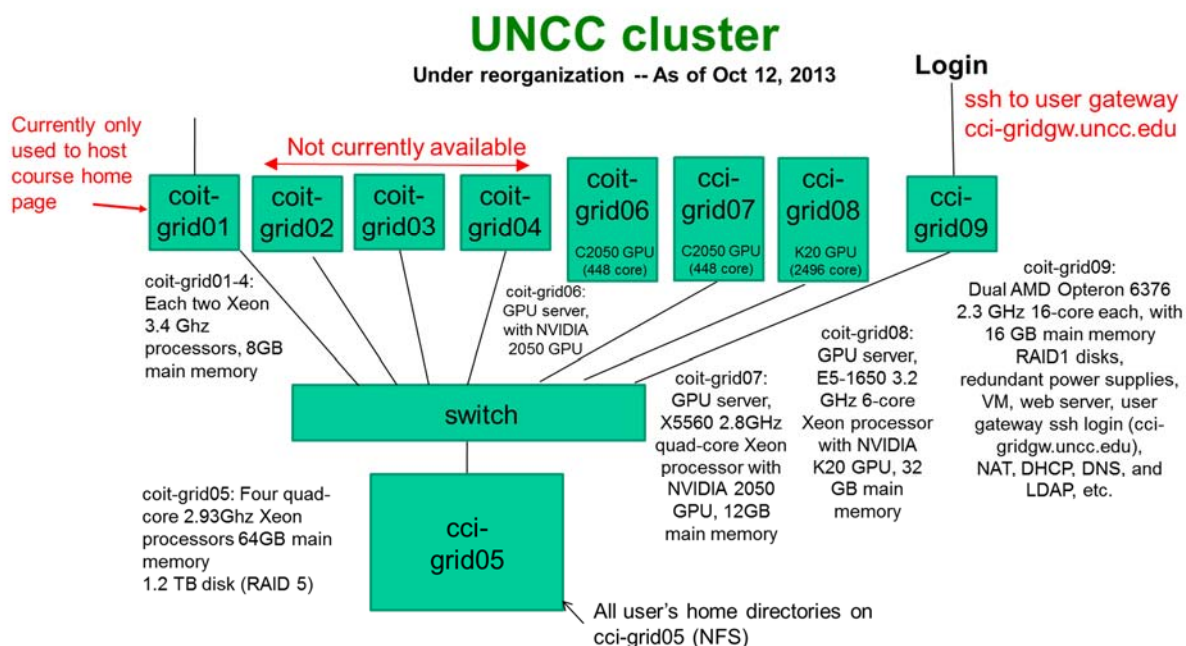 UNCC cluster
Under reorganization -- As of Oct 12, 2013
Login
ssh to user gateway
cci-gridgw.uncc.edu
Currently only
used to host
course home
page
Not currently available
coit-
grid01
coit-
grid02
coit-
grid03
coit-
grid04
coit-
grid06
C2050 GPU
(448 core)
cci-
grid07
C2050 GPU
(448 core)
cci-
grid08
K20 GPU
(2496 core)
cci-
grid09
coit-grid01-4:
Each two Xeon
3.4 Ghz
processors, 8GB
main memory
coit-grid06:
GPU server,
with NVIDIA
2050 GPU
coit-grid07:
GPU server,
X5560 2.8GHz
quad-core Xeon
processor with
NVIDIA 2050
GPU, 12GB
main memory
coit-grid08:
GPU server,
E5-1650 3.2
GHz 6-core
Xeon processor
with NVIDIA
K20 GPU, 32
GB main
memory
coit-grid09:
Dual AMD Opteron 6376
2.3 GHz 16-core each, with
16 GB main memory
RAID1 disks,
redundant power supplies,
VM, web server, user
gateway ssh login (cci-
gridgw.uncc.edu),
NAT, DHCP, DNS, and
LDAP, etc.
switch
coit-grid05: Four quad-
core 2.93Ghz Xeon
processors 64GB main
memory
1.2 TB disk (RAID 5)
cci-
grid05
All user's home directories on
cci-grid05 (NFS)